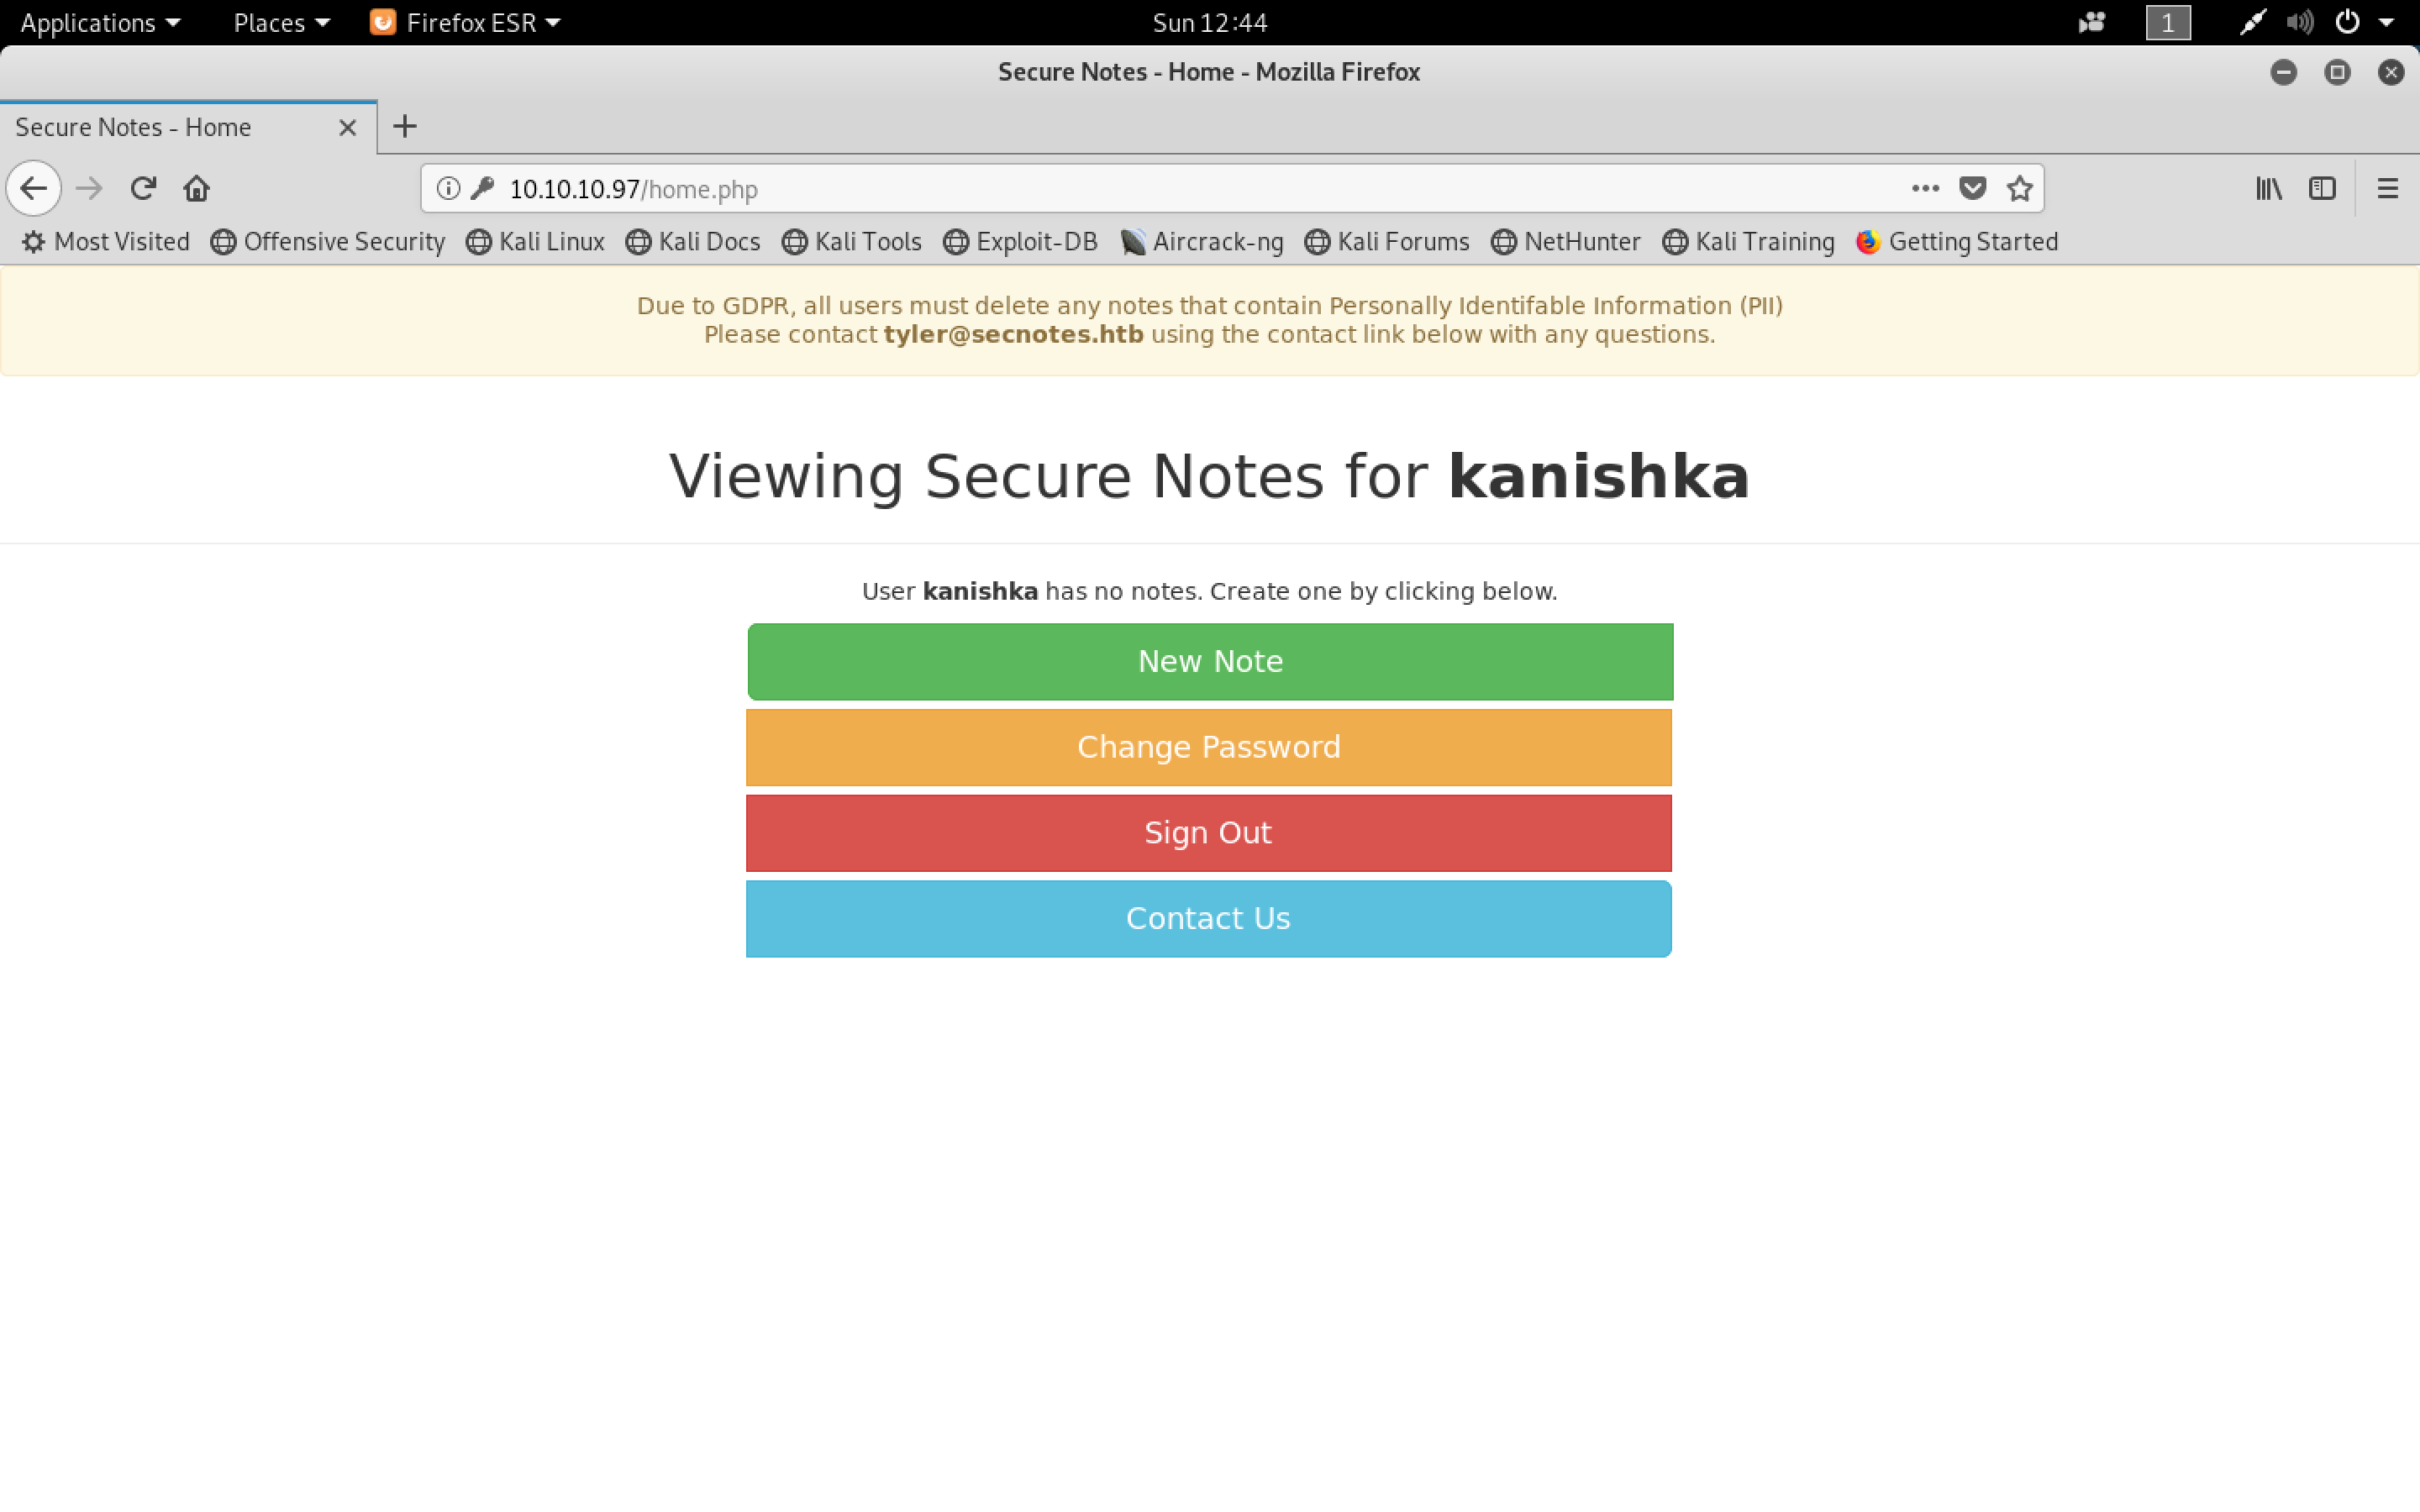 Applications Places Firefox ESR Sun 12:44 1
Secure Notes - Home - Mozilla Firefox
Secure Notes - Home
10.10.10.97/home.php
Most Visited Offensive Security Kali Linux Kali Docs Kali Tools Exploit-DB Aircrack-ng Kali Forums NetHunter Kali Training Getting Started
Due to GDPR, all users must delete any notes that contain Personally Identifable Information (PII)
Please contact tyler@secnotes.htb using the contact link below with any questions.
Viewing Secure Notes for kanishka
User kanishka has no notes. Create one by clicking below.
New Note
Change Password
Sign Out
Contact Us